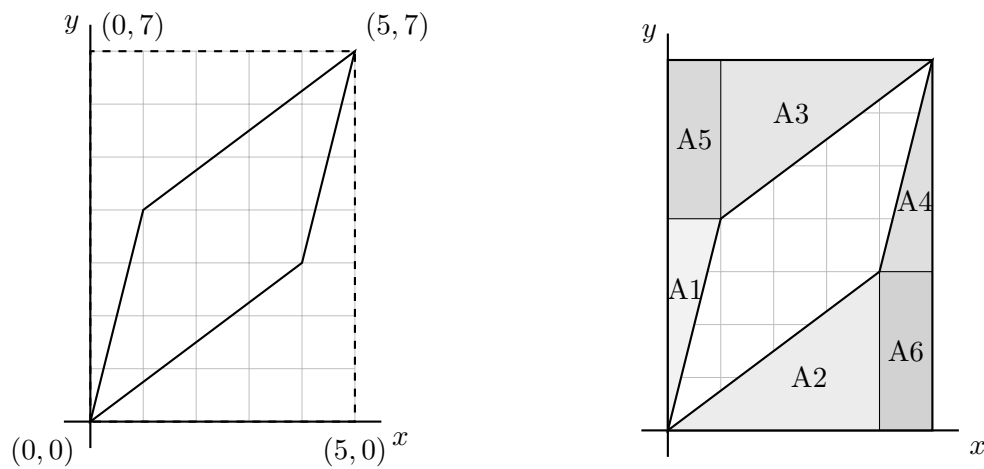 y
(0, 7)
(5, 7)
(0, 0)
(5, 0)
x
y
A5
A3
A4
A1
A6
A2
x